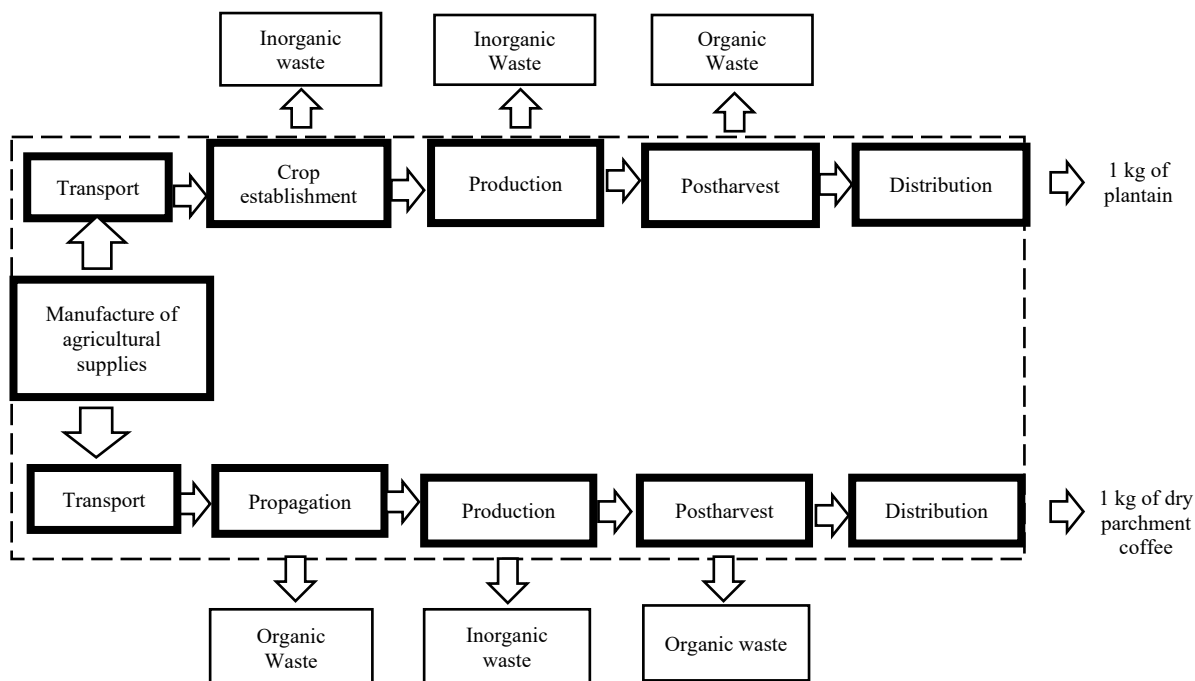 Inorganic
waste
Inorganic
Waste
Organic
Waste
Transport
Crop
establishment
Production
Postharvest
Distribution
1 kg of
plantain
Manufacture of
agricultural
supplies
Transport
Propagation
Production
Postharvest
Distribution
1 kg of dry
parchment
coffee
Organic
Waste
Inorganic
waste
Organic waste